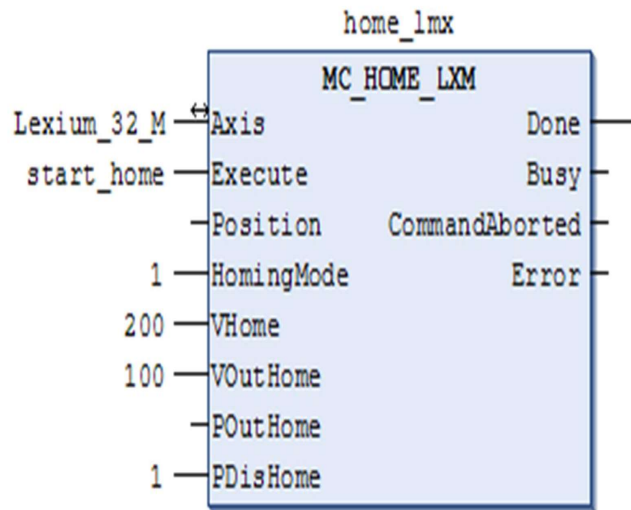 home_lmx
MC_HOME_LXM
Lexium_32_M Axis Done
start_home Execute Busy
Position CommandAborted
1 HomingMode Error
200 VHome
100 VOutHome
POutHome
1 PDisHome